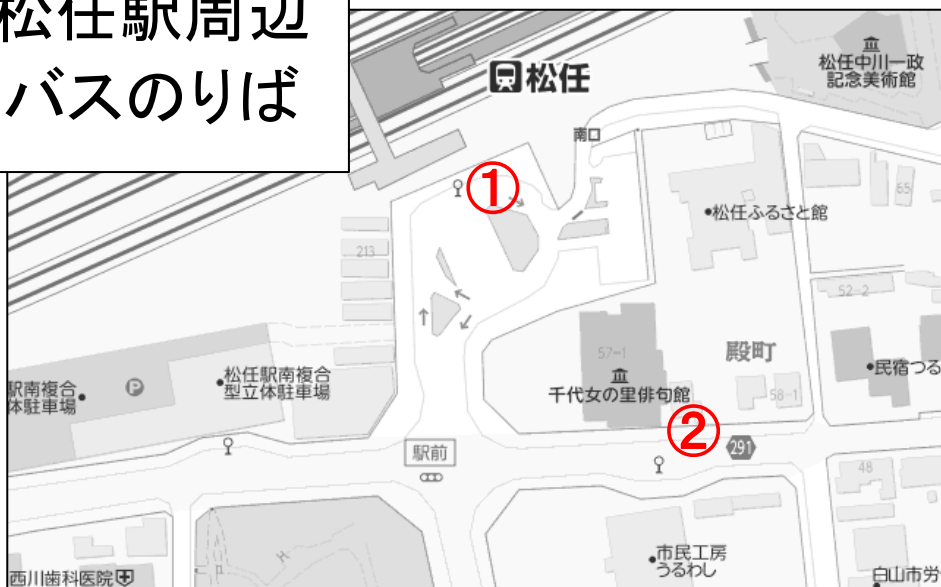 松任駅周辺
バスのりば
松任
松任中川一政
記念美術館
南口
①
65
松任ふるさと館
213
52-2
57-1
殿町
民宿つる
松任駅南複合
型立体駐車場
駅南複合
体駐車場
P
千代女の里俳句館
58-1
②
291
駅前
48
市民工房
うるわし
西川歯科医院
白山市労